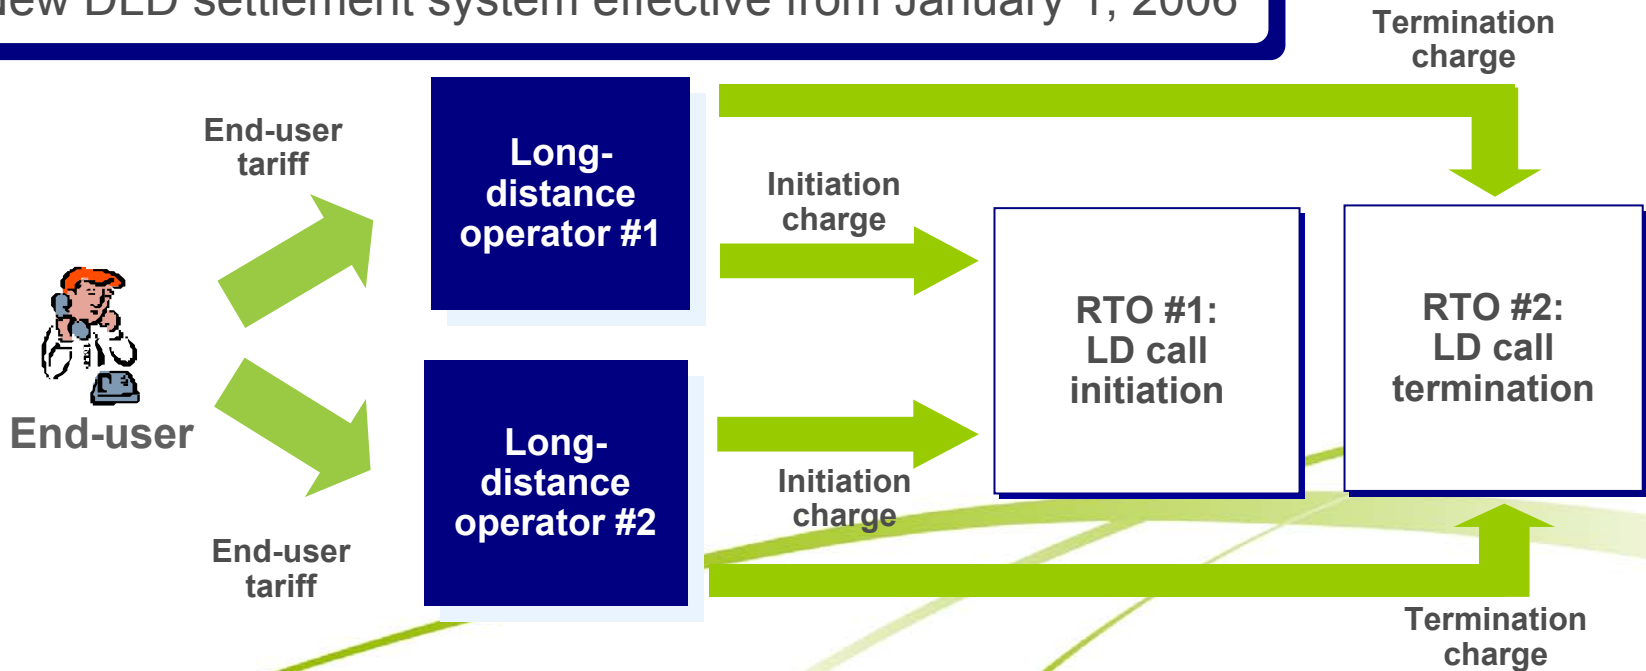 new DLD settlement system effective from January 1, 2006
Termination
charge
End-user
tariff
Long-
distance
operator #1
Initiation
charge
RTO #1:
LD call
initiation
RTO #2:
LD call
termination
End-user
Long-
distance
operator #2
Initiation
charge
End-user
tariff
Termination
charge